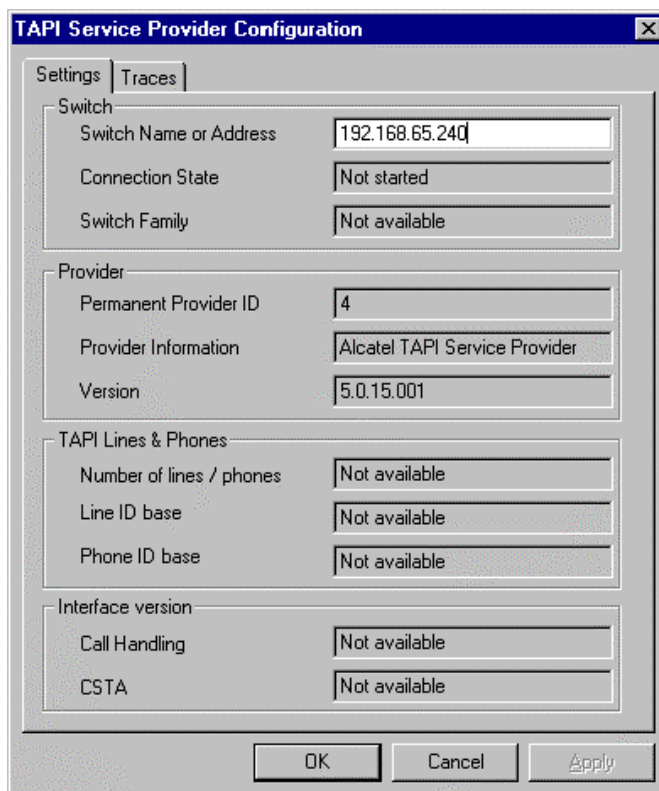 TAPI Service Provider Configuration
Settings Traces
Switch
Switch Name or Address 192.168.65.240
Connection State Not started
Switch Family Not available
Provider
Permanent Provider ID 4
Provider Information Alcatel TAPI Service Provider
Version 5.0.15.001
TAPI Lines & Phones
Number of lines / phones Not available
Line ID base Not available
Phone ID base Not available
Interface version
Call Handling Not available
CSTA Not available
OK Cancel Apply